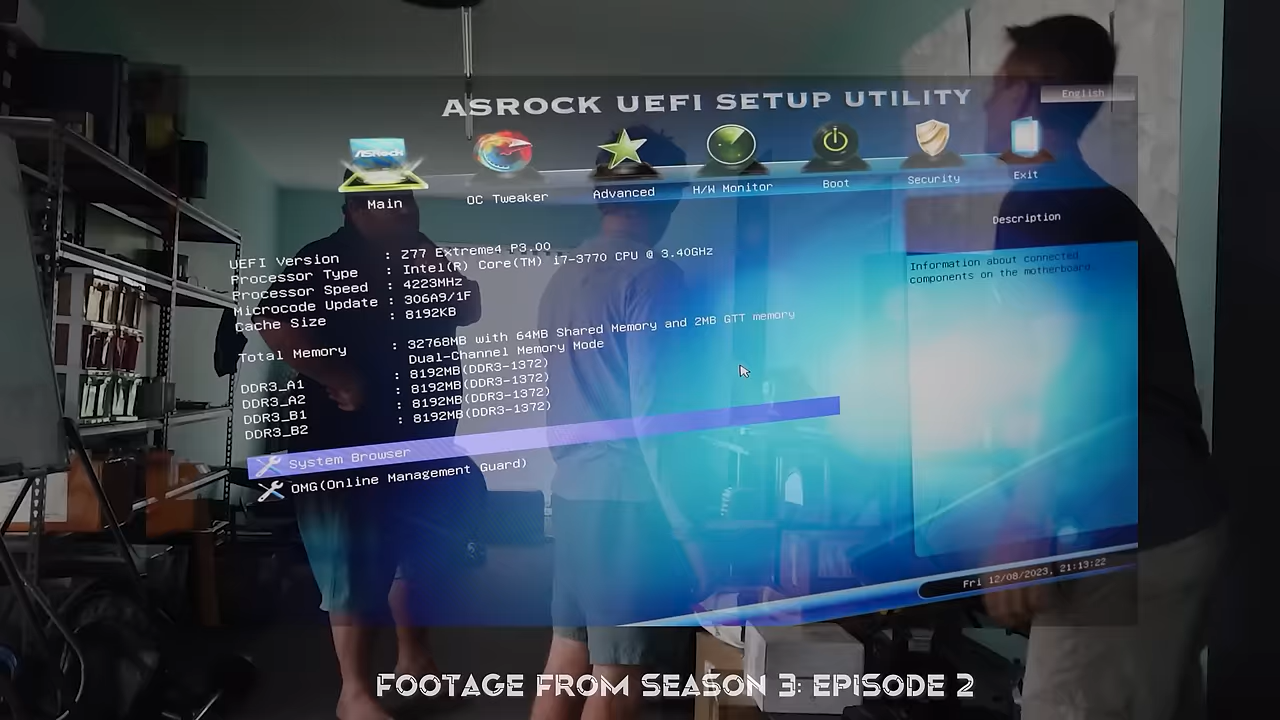 ASROCK UEFI SETUP UTILITY
English
ASRock
Main
OC Tweaker
Advanced
H/W Monitor
Boot
Security
Exit
UEFI Version : Z77 Extreme4 P3.00
Processor Type : Intel(R) Core(TM) i7-3770 CPU @ 3.40GHz
Processor Speed : 4223MHz
Microcode Update : 306A9/1F
Cache Size : 8192KB
Total Memory : 32768MB with 64MB Shared Memory and 2MB GTT memory
Dual-Channel Memory Mode
DDR3_A1 : 8192MB(DDR3-1372)
DDR3_A2 : 8192MB(DDR3-1372)
DDR3_B1 : 8192MB(DDR3-1372)
DDR3_B2 : 8192MB(DDR3-1372)
System Browser
OMG(Online Management Guard)
Description
Information about connected
components on the motherboard.
Fri 12/08/2023, 21:13:22
FOOTAGE FROM SEASON 3: EPISODE 2